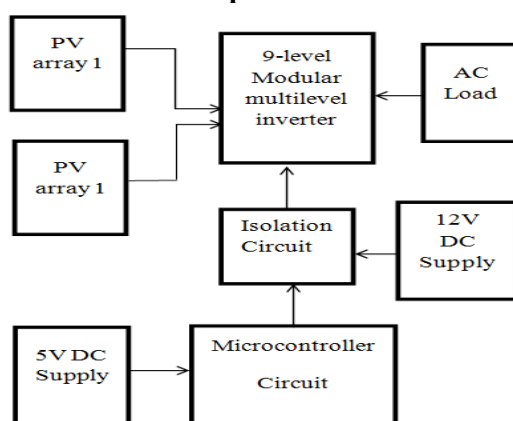 PV
array 1
9-level
Modular
multilevel
inverter
AC
Load
PV
array 1
Isolation
Circuit
12V
DC
Supply
5V DC
Supply
Microcontroller
Circuit